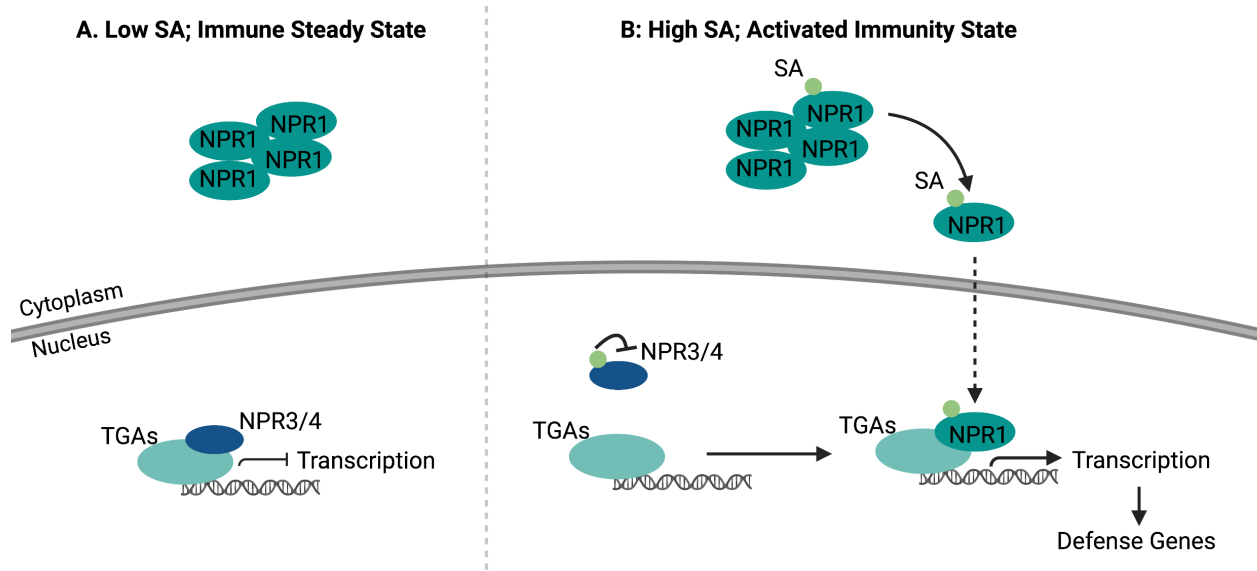 A. Low SA; Immune Steady State
NPR1
NPR1
NPR1
NPR1
Cytoplasm
Nucleus
TGAs
NPR3/4
Transcription
B: High SA; Activated Immunity State
SA
NPR1
NPR1
NPR1
NPR1
SA
NPR1
NPR3/4
TGAs
TGAs
NPR1
Transcription
Defense Genes